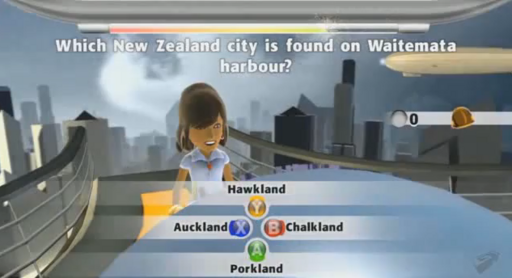 Which New Zealand city is found on Waitemata
harbour?
0
Hawkland
Y
Auckland X B Chalkland
A
Porkland